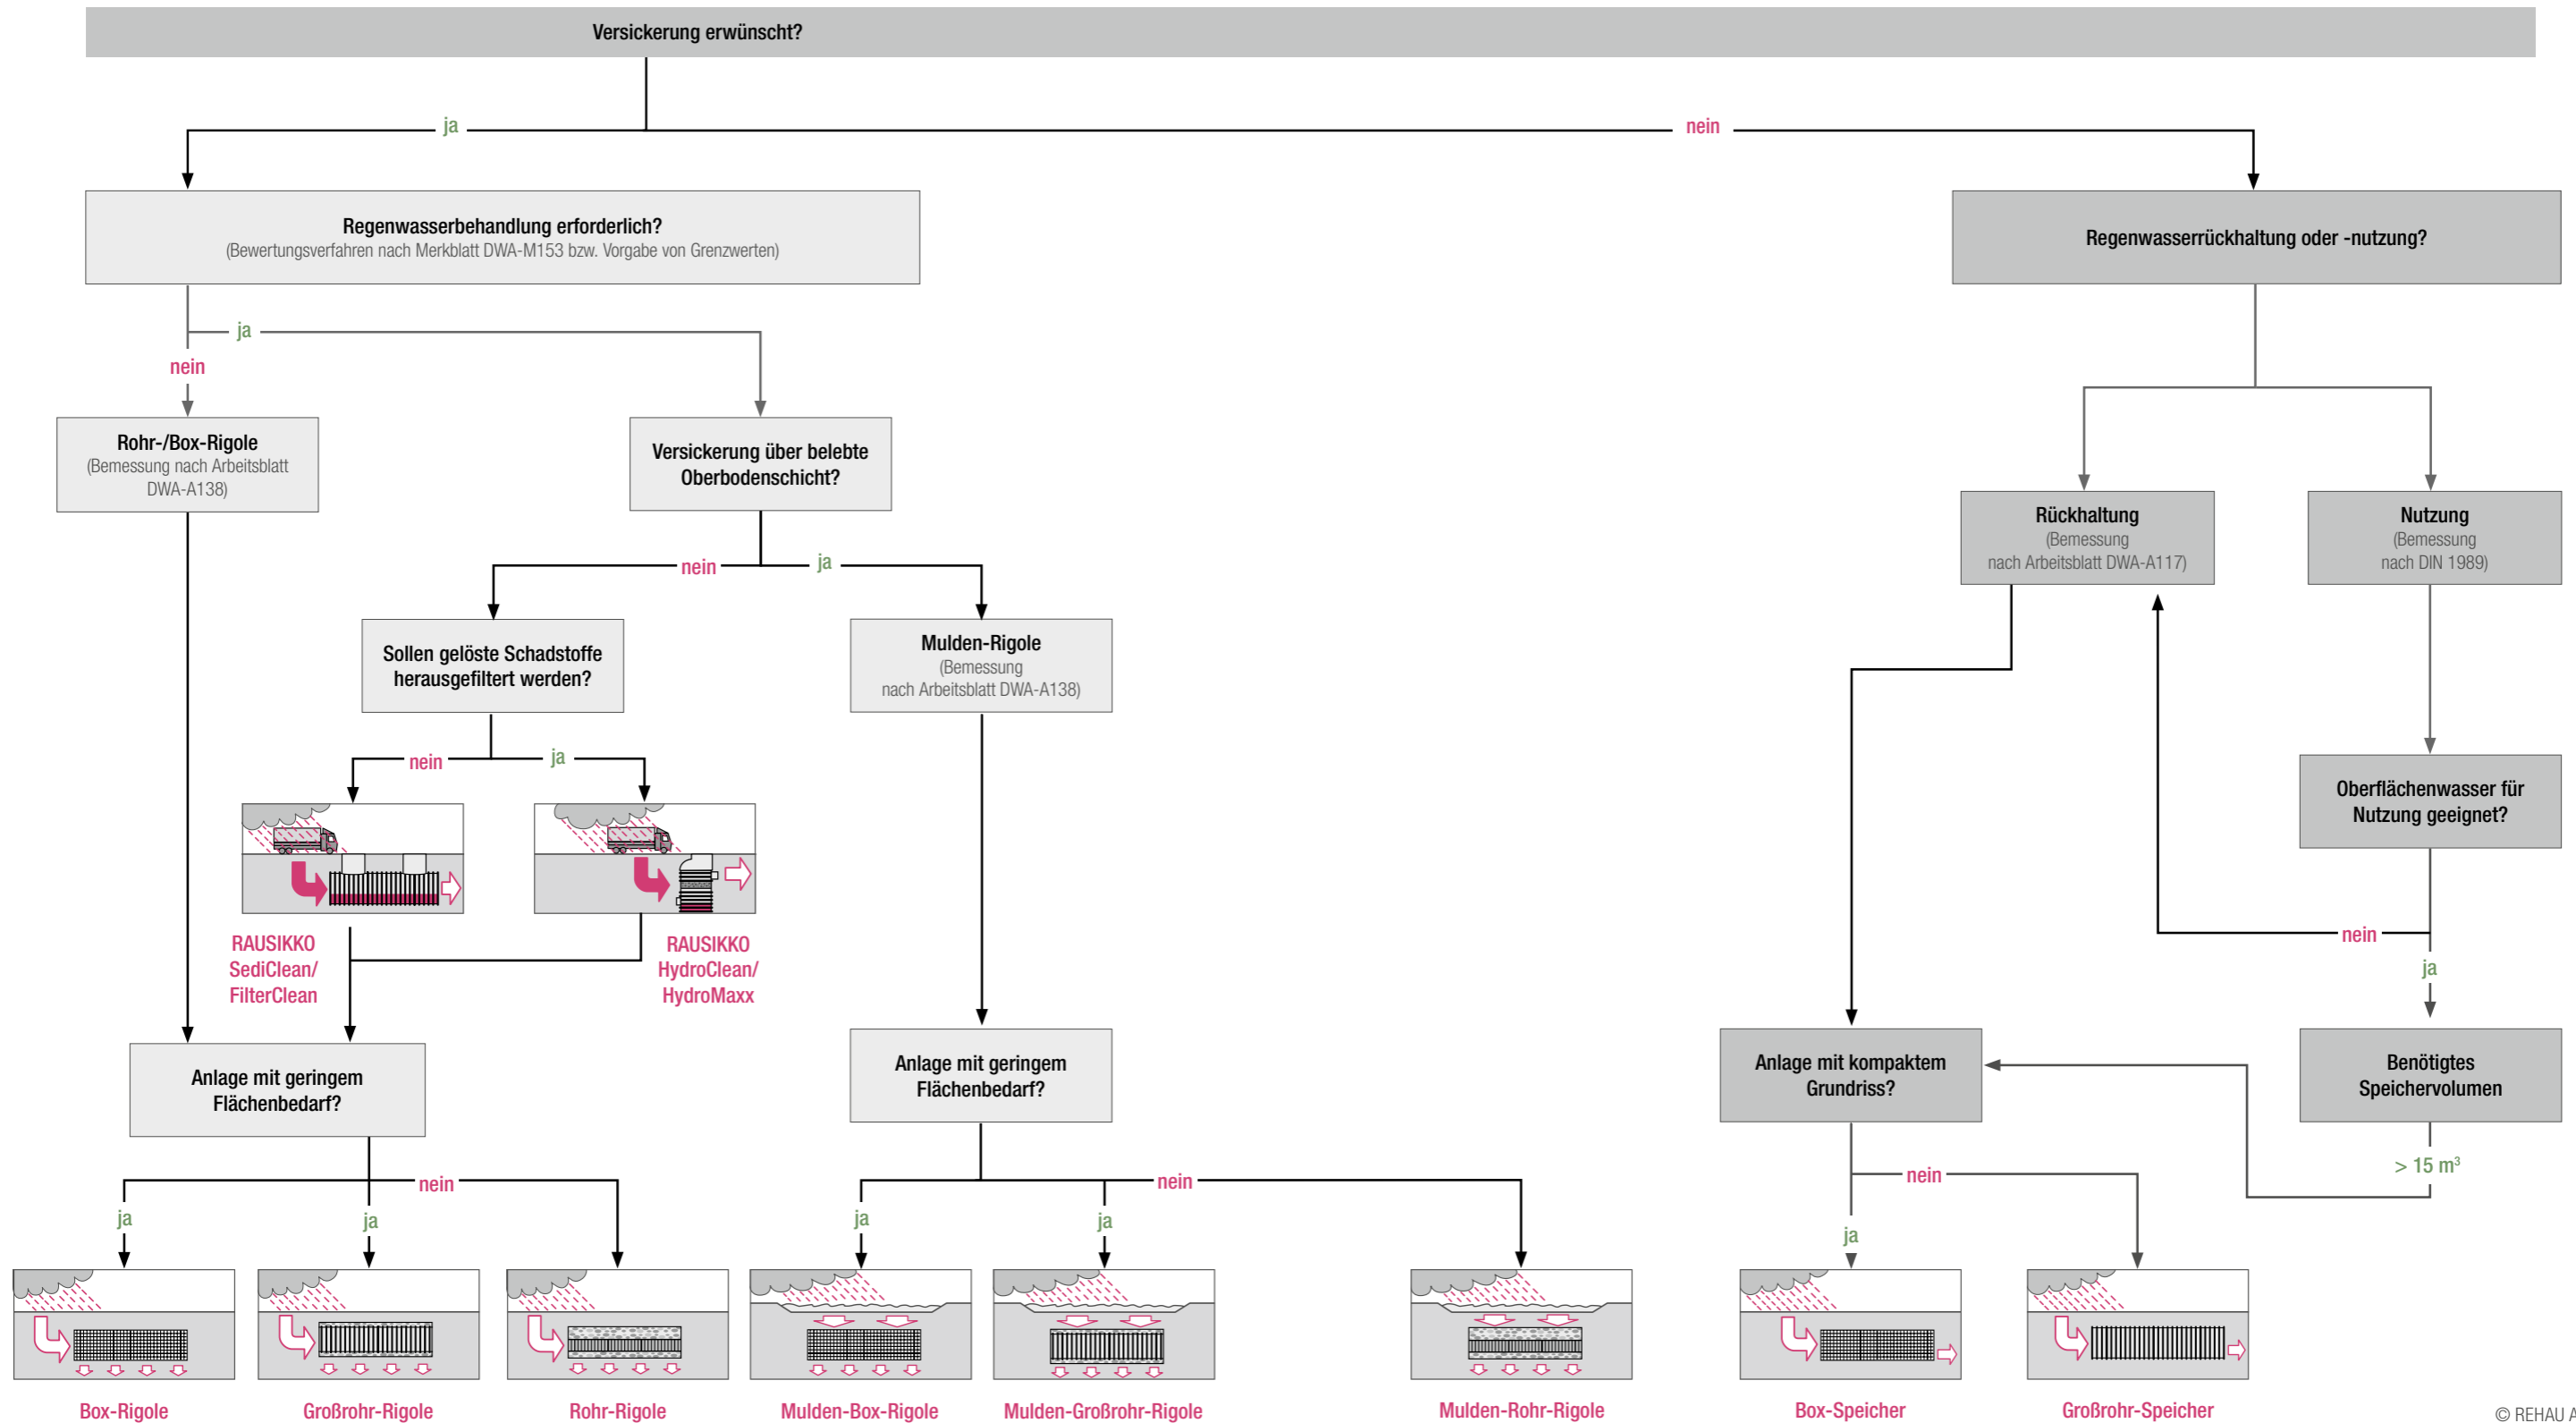 Versickerung erwünscht?
ja
nein
Regenwasserbehandlung erforderlich?
(Bewertungsverfahren nach Merkblatt DWA-M153 bzw. Vorgabe von Grenzwerten)
Regenwasserrückhaltung oder -nutzung?
ja
nein
Rohr-/Box-Rigole
(Bemessung nach Arbeitsblatt
DWA-A138)
Versickerung über belebte
Oberbodenschicht?
Rückhaltung
(Bemessung
nach Arbeitsblatt DWA-A117)
Nutzung
(Bemessung
nach DIN 1989)
nein
ja
Sollen gelöste Schadstoffe
herausgefiltert werden?
Mulden-Rigole
(Bemessung
nach Arbeitsblatt DWA-A138)
nein
ja
Oberflächenwasser für
Nutzung geeignet?
RAUSIKKO
SediClean/
FilterClean
RAUSIKKO
HydroClean/
HydroMaxx
nein
ja
Anlage mit geringem
Flächenbedarf?
Anlage mit geringem
Flächenbedarf?
Anlage mit kompaktem
Grundriss?
Benötigtes
Speichervolumen
> 15 m³
nein
ja
ja
nein
ja
ja
nein
ja
Box-Rigole
Großrohr-Rigole
Rohr-Rigole
Mulden-Box-Rigole
Mulden-Großrohr-Rigole
Mulden-Rohr-Rigole
Box-Speicher
Großrohr-Speicher
© REHAU A